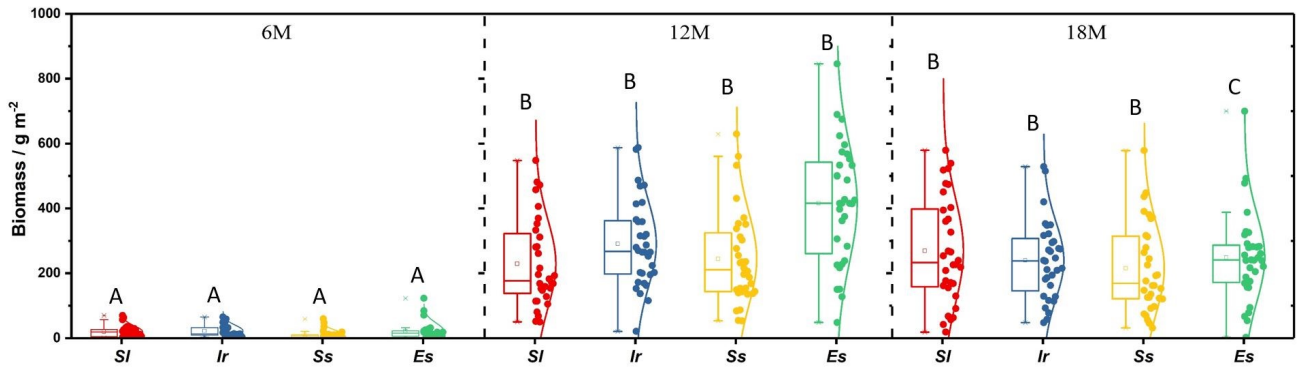 1000
800
600
400
200
0
Biomass / g m⁻²
6M 12M 18M
A A A A
B B B B
B B B C
Sl Ir Ss Es Sl Ir Ss Es Sl Ir Ss Es